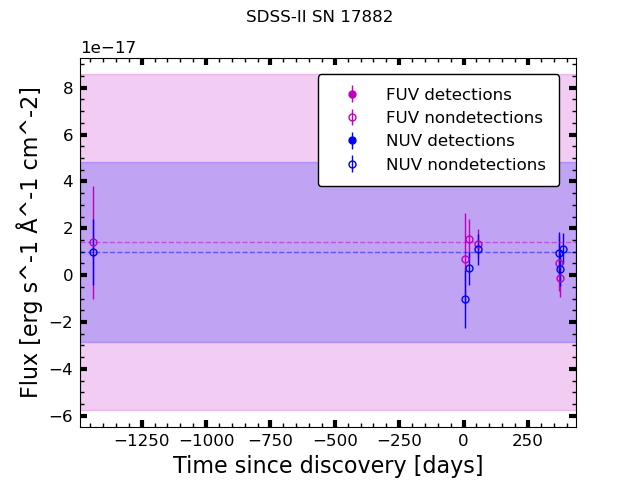 SDSS-II SN 17882
1e−17
FUV detections
FUV nondetections
NUV detections
NUV nondetections
8
6
4
2
0
−2
−4
−6
Flux [erg s^-1 Å^-1 cm^-2]
−1250 −1000 −750 −500 −250 0 250
Time since discovery [days]